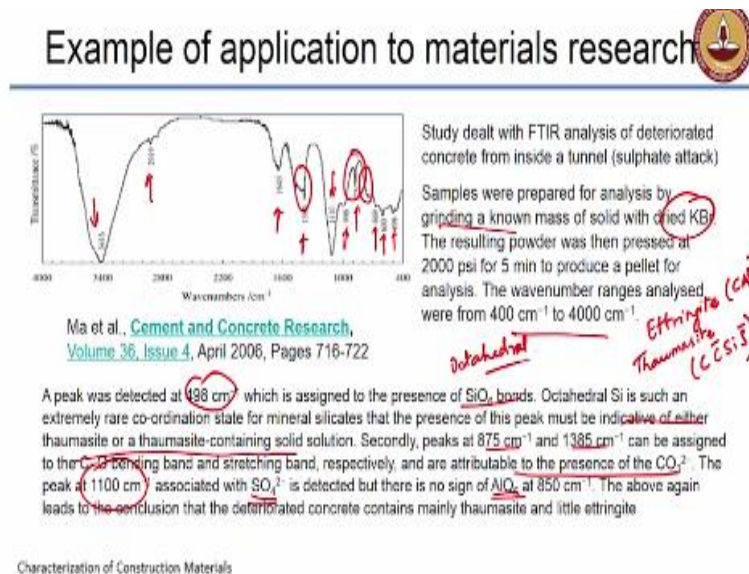 Example of application to materials research
Study dealt with FTIR analysis of deteriorated
concrete from inside a tunnel (sulphate attack)
Samples were prepared for analysis by
grinding a known mass of solid with dried KBr.
The resulting powder was then pressed at
2000 psi for 5 min to produce a pellet for
analysis. The wavenumber ranges analysed
were from 400 cm⁻¹ to 4000 cm⁻¹.
Transmittance /%
3415
2919
1110
Wavenumbers /cm⁻¹
Ma et al., Cement and Concrete Research,
Volume 36, Issue 4, April 2006, Pages 716-722
Octahedral
Ettringite
Thaumasite
A peak was detected at 498 cm⁻¹ which is assigned to the presence of SiO₆ bonds. Octahedral Si is such an
extremely rare co-ordination state for mineral silicates that the presence of this peak must be indicative of either
thaumasite or a thaumasite-containing solid solution. Secondly, peaks at 875 cm⁻¹ and 1385 cm⁻¹ can be assigned
to the C–O bending band and stretching band, respectively, and are attributable to the presence of the CO₃²⁻. The
peak at 1100 cm⁻¹ associated with SO₄²⁻ is detected but there is no sign of AlO₆ at 850 cm⁻¹. The above again
leads to the conclusion that the deteriorated concrete contains mainly thaumasite and little ettringite
Characterization of Construction Materials